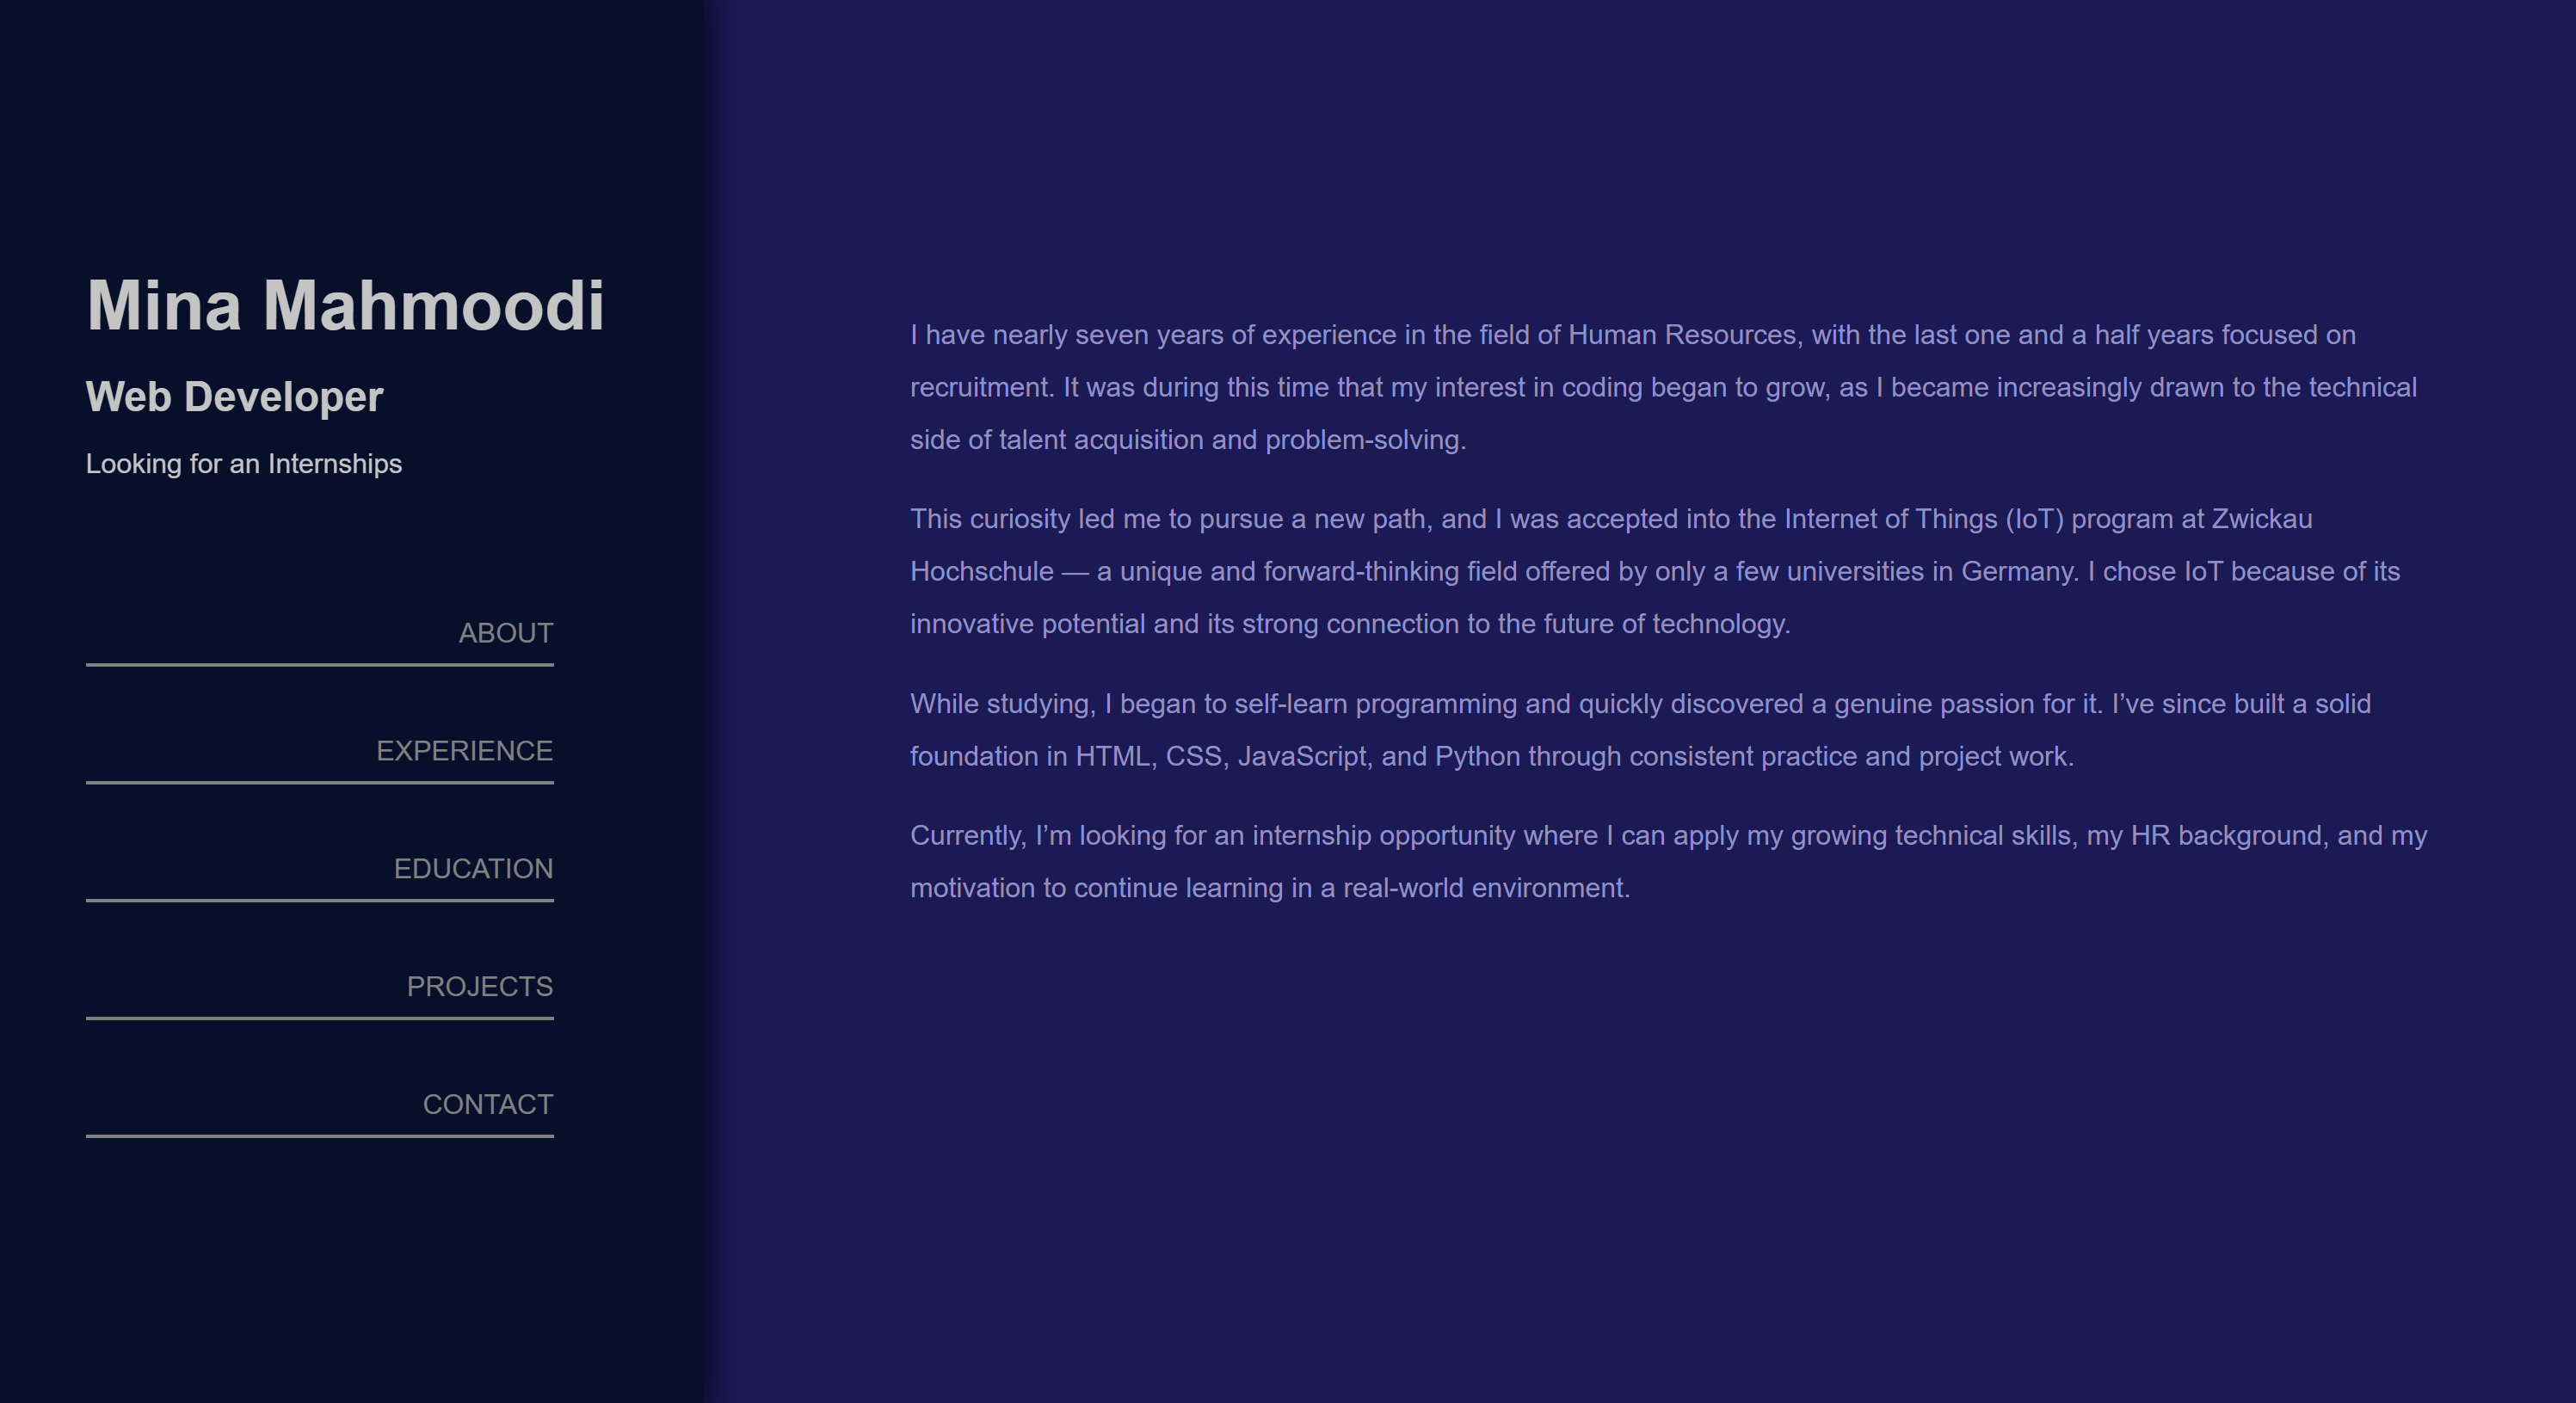 Mina Mahmoodi
Web Developer
Looking for an Internships
ABOUT
EXPERIENCE
EDUCATION
PROJECTS
CONTACT
I have nearly seven years of experience in the field of Human Resources, with the last one and a half years focused on
recruitment. It was during this time that my interest in coding began to grow, as I became increasingly drawn to the technical
side of talent acquisition and problem-solving.
This curiosity led me to pursue a new path, and I was accepted into the Internet of Things (IoT) program at Zwickau
Hochschule — a unique and forward-thinking field offered by only a few universities in Germany. I chose IoT because of its
innovative potential and its strong connection to the future of technology.
While studying, I began to self-learn programming and quickly discovered a genuine passion for it. I’ve since built a solid
foundation in HTML, CSS, JavaScript, and Python through consistent practice and project work.
Currently, I’m looking for an internship opportunity where I can apply my growing technical skills, my HR background, and my
motivation to continue learning in a real-world environment.